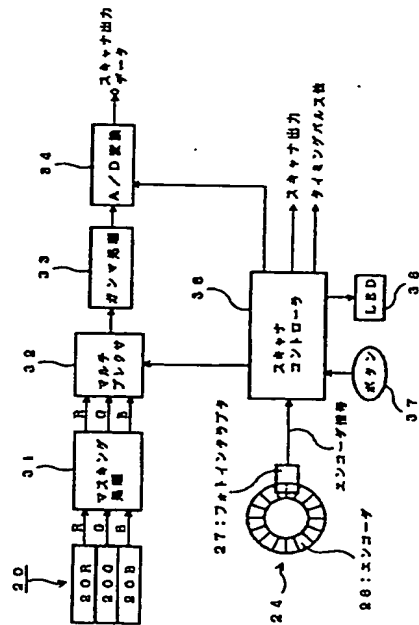 20
20R
20G
20B
R
G
B
31
マスキング
処理
R
G
B
32
マルチ
プレクサ
33
ガンマ処理
34
A/D変換
スキャナ出力
データ
36
スキャナ
コントローラ
スキャナ出力
タイミングパルス他
24
27:フォトインタラプタ
エンコーダ信号
エンコーダ
37
ボタン
38
LED